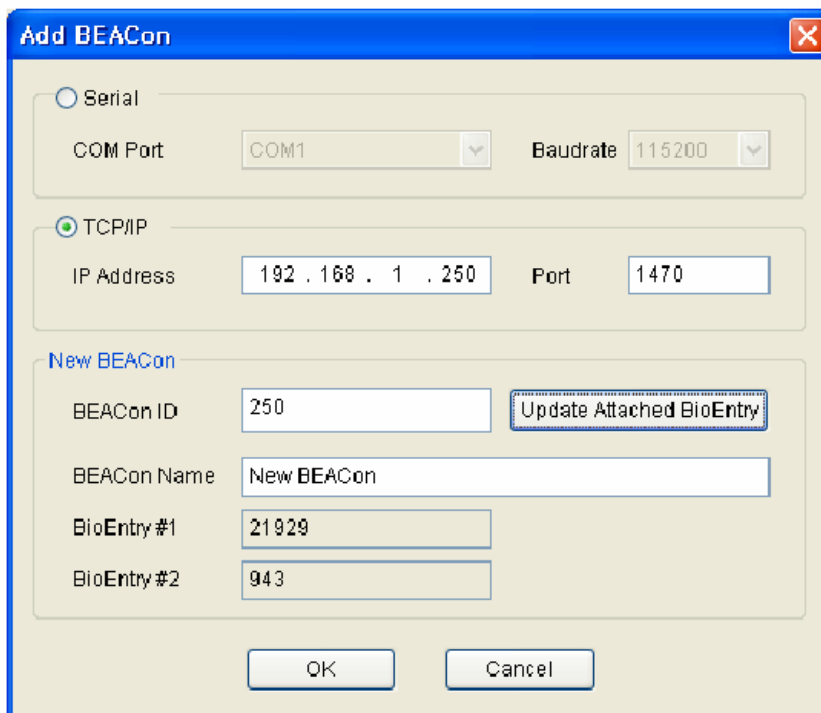 Add BEACon
Serial
COM Port COM1 Baudrate 115200
TCP/IP
IP Address 192 . 168 . 1 . 250 Port 1470
New BEACon
BEACon ID 250 Update Attached BioEntry
BEACon Name New BEACon
BioEntry #1 21929
BioEntry #2 943
OK Cancel